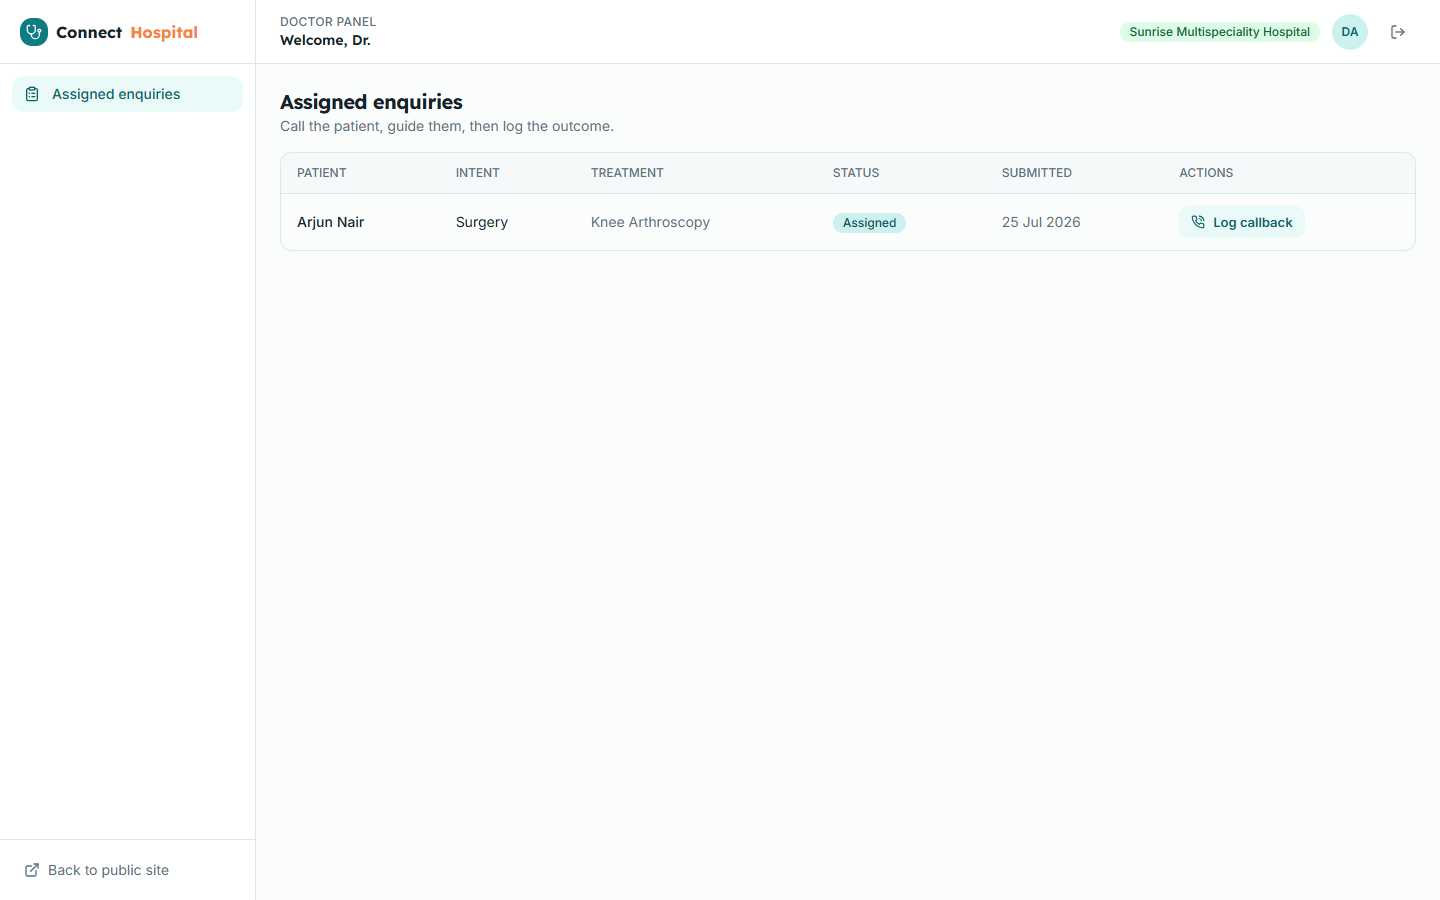 Connect Hospital
DOCTOR PANEL
Welcome, Dr.
Sunrise Multispeciality Hospital
DA
Assigned enquiries
Assigned enquiries
Call the patient, guide them, then log the outcome.
PATIENT INTENT TREATMENT STATUS SUBMITTED ACTIONS
Arjun Nair Surgery Knee Arthroscopy Assigned 25 Jul 2026 Log callback
Back to public site